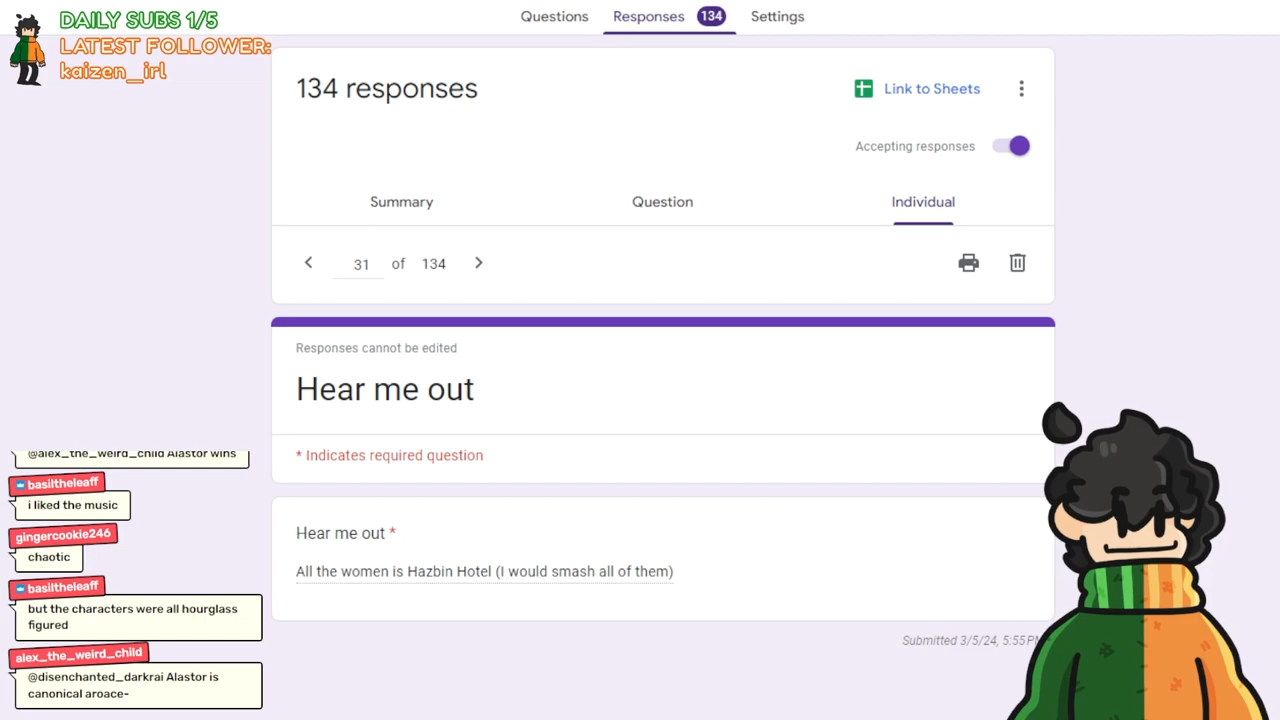 DAILY SUBS 1/5
LATEST FOLLOWER:
kaizen_irl
Questions
Responses 134
Settings
134 responses
Link to Sheets
Accepting responses
Summary
Question
Individual
31 of 134
Responses cannot be edited
Hear me out
* Indicates required question
Hear me out *
All the women is Hazbin Hotel (I would smash all of them)
Submitted 3/5/24, 5:55PM
@alex_the_weird_child Alastor wins
basiltheleaff
i liked the music
gingercookie246
chaotic
basiltheleaff
but the characters were all hourglass
figured
alex_the_weird_child
@disenchanted_darkrai Alastor is
canonical aroace-